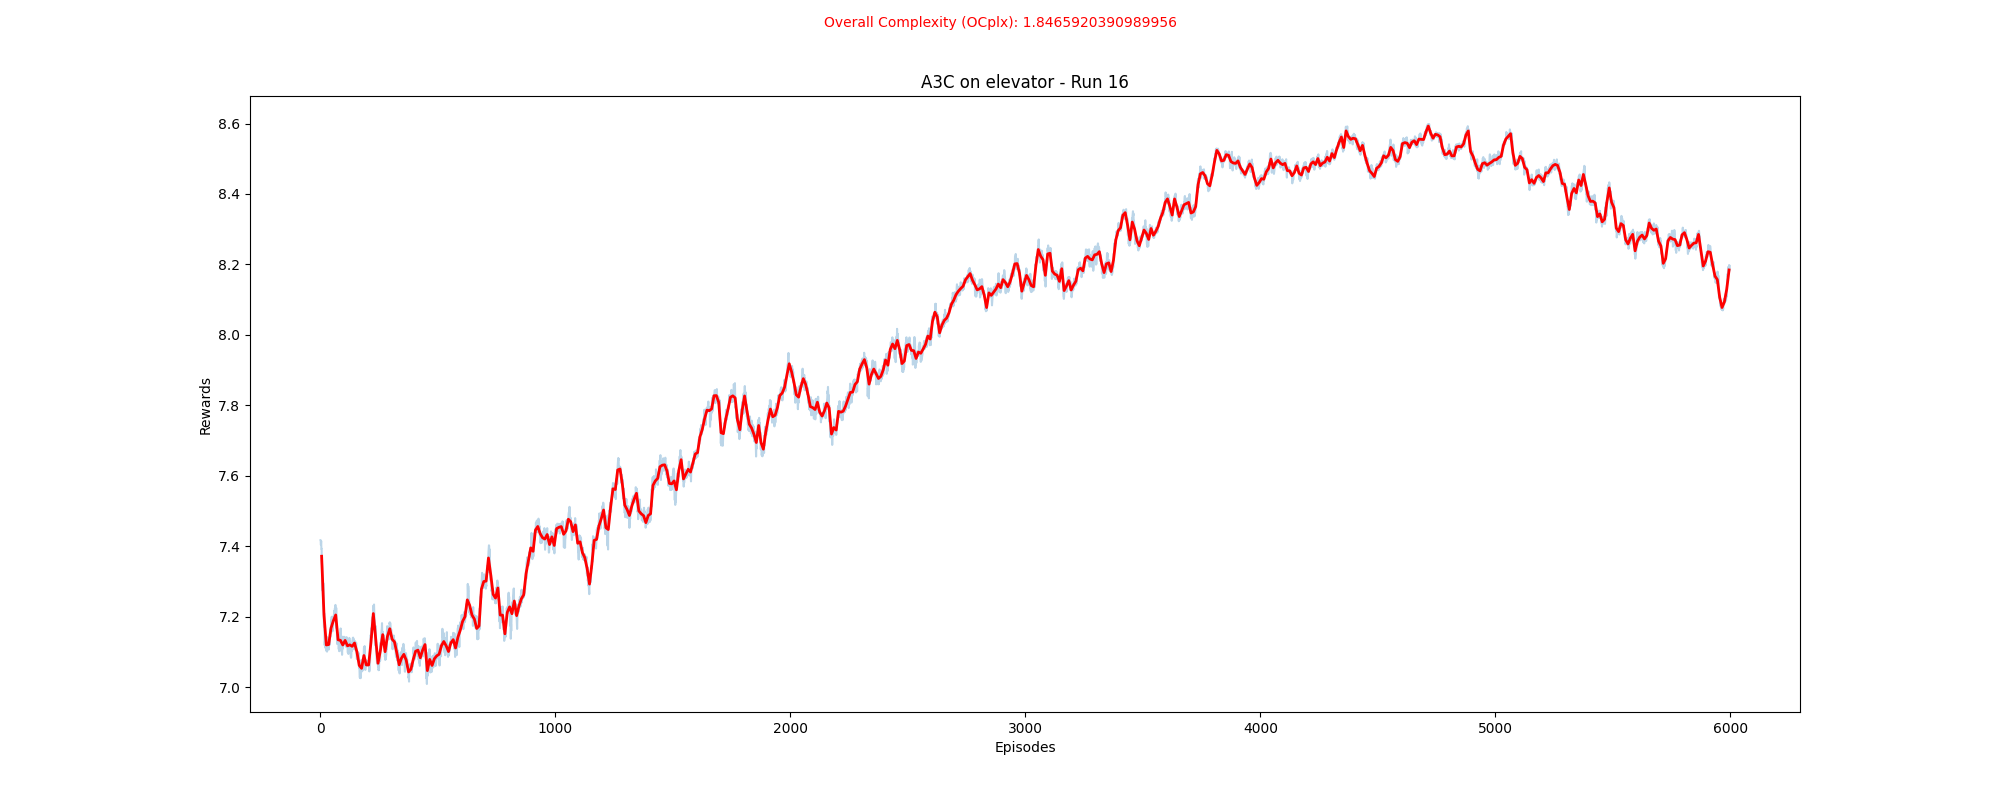 Overall Complexity (OCplx): 1.8465920390989956
A3C on elevator - Run 16
8.6
8.4
8.2
8.0
7.8
7.6
7.4
7.2
7.0
Rewards
0 1000 2000 3000 4000 5000 6000
Episodes